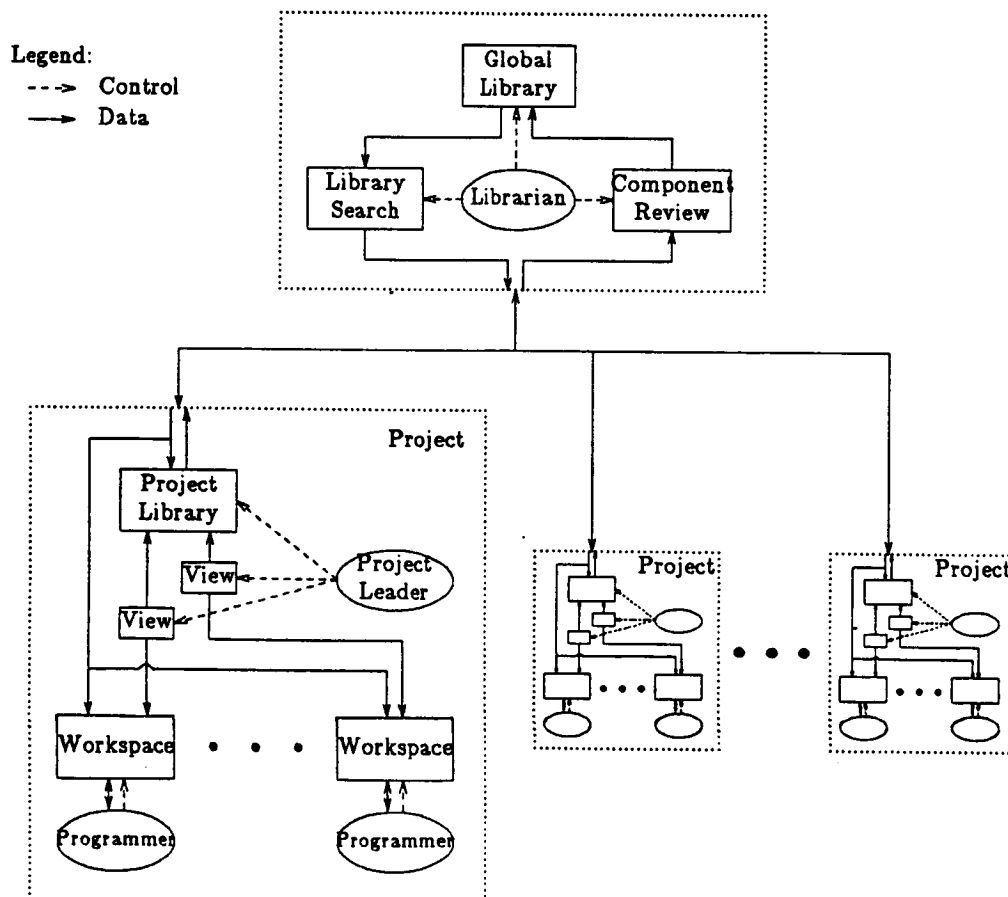 Legend:
Control
Data
Global
Library
Library
Search
Librarian
Component
Review
Project
Project
Library
View
View
Project
Leader
Workspace
Workspace
Programmer
Programmer
Project
Project